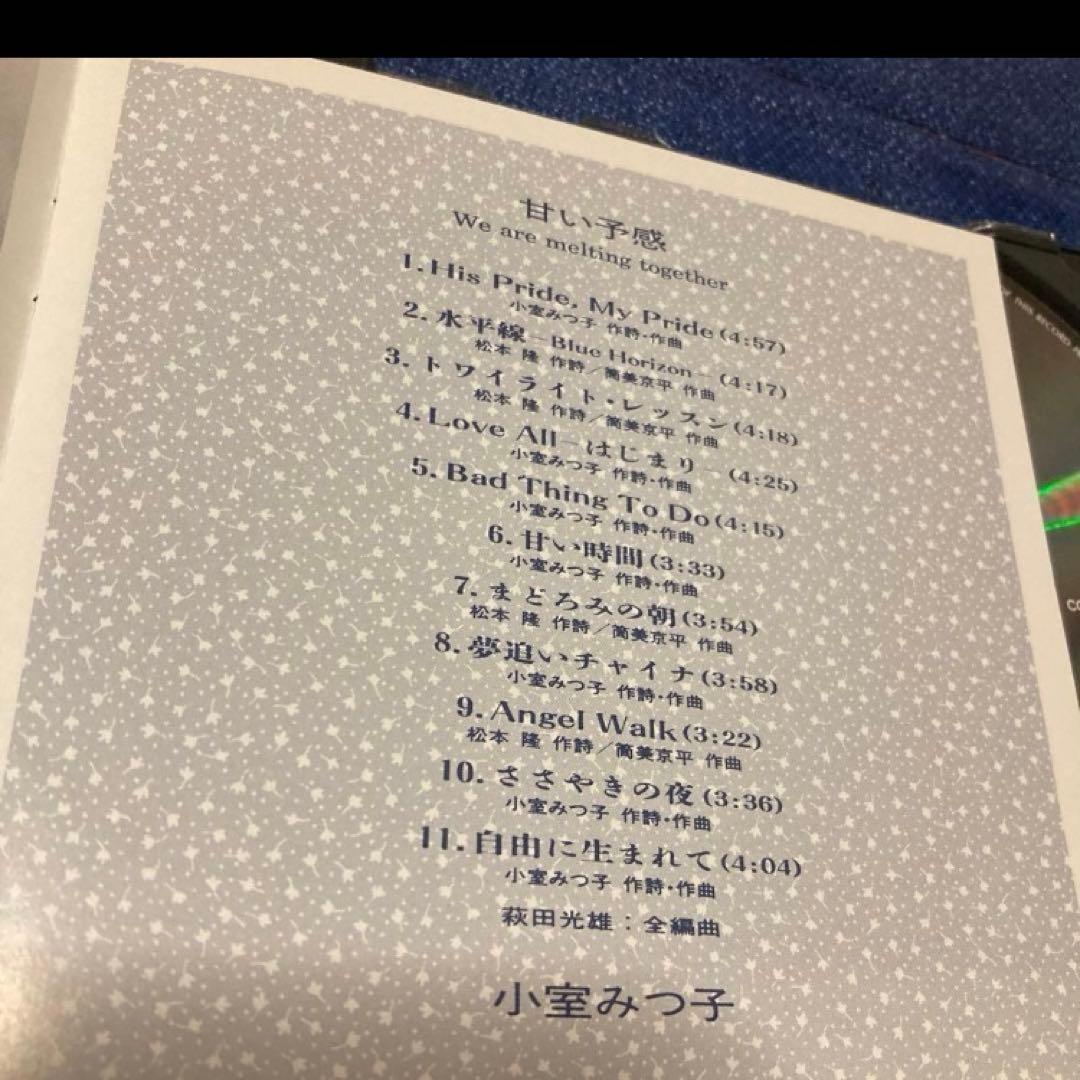 甘い予感
We are melting together
1. His Pride, My Pride (4:57)
小室みつ子 作詩・作曲
2. 水平線 —Blue Horizon— (4:17)
松本 隆 作詩／筒美京平 作曲
3. トワイライト・レッスン (4:18)
松本 隆 作詩／筒美京平 作曲
4. Love All —はじまり— (4:25)
小室みつ子 作詩・作曲
5. Bad Thing To Do (4:15)
小室みつ子 作詩・作曲
6. 甘い時間 (3:33)
小室みつ子 作詩・作曲
7. まどろみの朝 (3:54)
松本 隆 作詩／筒美京平 作曲
8. 夢追いチャイナ (3:58)
小室みつ子 作詩・作曲
9. Angel Walk (3:22)
松本 隆 作詩／筒美京平 作曲
10. ささやきの夜 (3:36)
小室みつ子 作詩・作曲
11. 自由に生まれて (4:04)
小室みつ子 作詩・作曲
萩田光雄：全編曲
小室みつ子